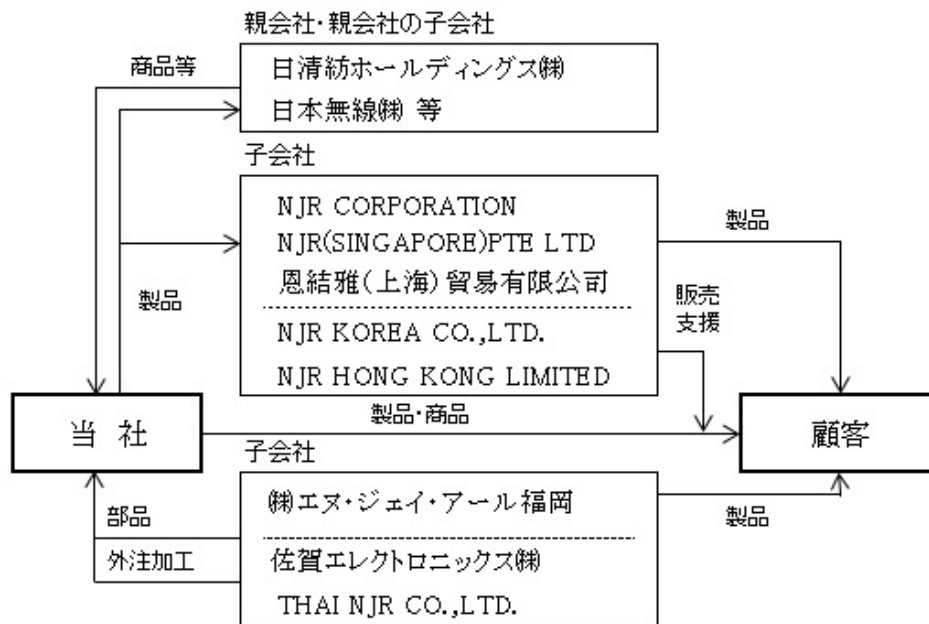 親会社・親会社の子会社
商品等
日清紡ホールディングス㈱
日本無線㈱ 等
子会社
NJR CORPORATION
NJR(SINGAPORE)PTE LTD
恩結雅(上海)貿易有限公司
NJR KOREA CO.,LTD.
NJR HONG KONG LIMITED
製品
製品
販売
支援
当 社
製品・商品
顧客
子会社
㈱エヌ・ジェイ・アール福岡
佐賀エレクトロニックス㈱
THAI NJR CO.,LTD.
部品
外注加工
製品